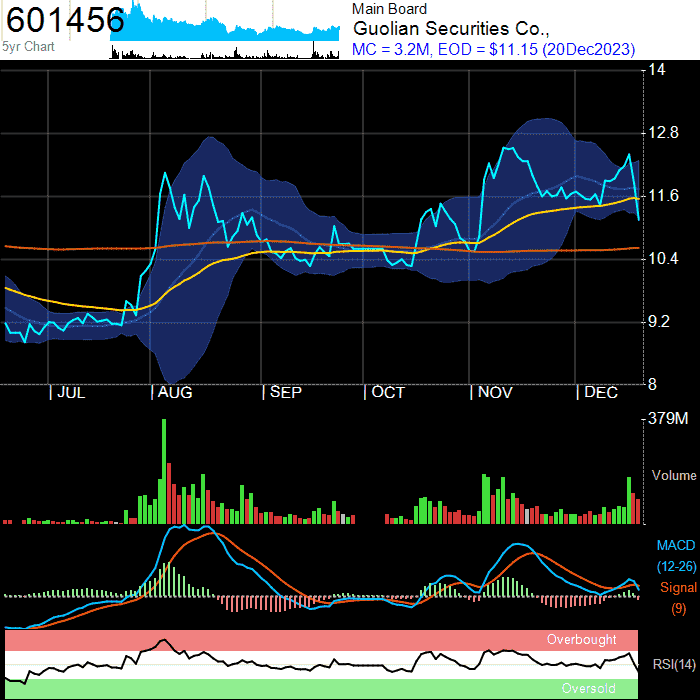 601456
5yr Chart
Main Board
Guolian Securities Co.,
MC = 3.2M, EOD = $11.15 (20Dec2023)
14
12.8
11.6
10.4
9.2
8
| JUL | AUG | SEP | OCT | NOV | DEC
379M
Volume
MACD
(12-26)
Signal
(9)
Overbought
RSI(14)
Oversold